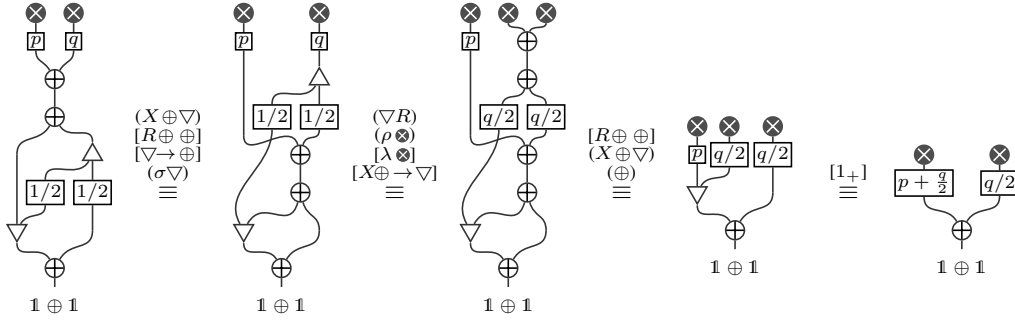 p q
1/2 1/2
𝟙 ⊕ 𝟙
(X⊕▽)
[R⊕ ⊕]
[▽→⊕]
(σ▽)
≡
p q
1/2 1/2
𝟙 ⊕ 𝟙
(▽R)
(ρ⊗)
[λ⊗]
[X⊕→▽]
≡
p
q/2 q/2
𝟙 ⊕ 𝟙
[R⊕ ⊕]
(X⊕▽)
(⊕)
≡
p q/2 q/2
𝟙 ⊕ 𝟙
[1₊]
≡
p + q/2 q/2
𝟙 ⊕ 𝟙